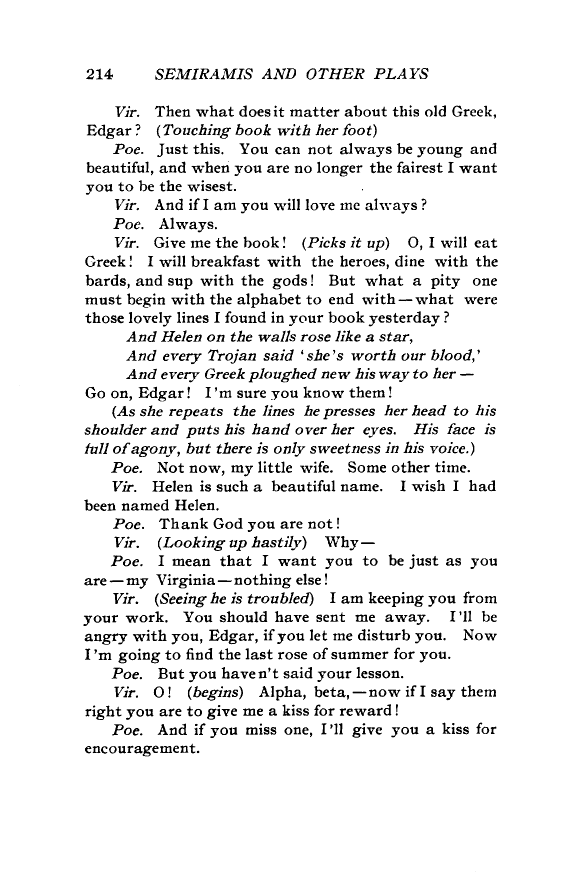 214 SEMIRAMIS AND OTHER PLAYS
Vir. Then what does it matter about this old Greek,
Edgar? (Touching book with her foot)
Poe. Just this. You can not always be young and
beautiful, and when you are no longer the fairest I want
you to be the wisest.
Vir. And if I am you will love me always?
Poe. Always.
Vir. Give me the book! (Picks it up) O, I will eat
Greek! I will breakfast with the heroes, dine with the
bards, and sup with the gods! But what a pity one
must begin with the alphabet to end with—what were
those lovely lines I found in your book yesterday?
And Helen on the walls rose like a star,
And every Trojan said 'she's worth our blood,'
And every Greek ploughed new his way to her—
Go on, Edgar! I'm sure you know them!
(As she repeats the lines he presses her head to his
shoulder and puts his hand over her eyes. His face is
full of agony, but there is only sweetness in his voice.)
Poe. Not now, my little wife. Some other time.
Vir. Helen is such a beautiful name. I wish I had
been named Helen.
Poe. Thank God you are not!
Vir. (Looking up hastily) Why—
Poe. I mean that I want you to be just as you
are—my Virginia—nothing else!
Vir. (Seeing he is troubled) I am keeping you from
your work. You should have sent me away. I'll be
angry with you, Edgar, if you let me disturb you. Now
I'm going to find the last rose of summer for you.
Poe. But you haven't said your lesson.
Vir. O! (begins) Alpha, beta,—now if I say them
right you are to give me a kiss for reward!
Poe. And if you miss one, I'll give you a kiss for
encouragement.